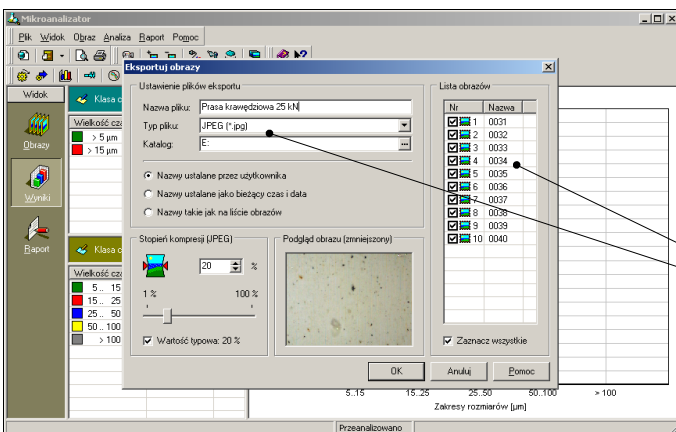 Mikroanalizator
Plik Widok Obraz Analiza Raport Pomoc
Widok
Obrazy
Wyniki
Raport
Klasa
Wielkość
> 5 µm
> 15 µm
Klasa
Wielkość
5.. 15
15.. 25
25.. 50
50.. 100
> 100
Eksportuj obrazy
Ustawienie plików eksportu
Nazwa pliku: Prasa krawędziowa 25 kN
Typ pliku: JPEG (*.jpg)
Katalog: E: ...
Nazwy ustalane przez użytkownika
Nazwy ustalane jako bieżący czas i data
Nazwy takie jak na liście obrazów
Stopień kompresji (JPEG)
20 %
1 % 100 %
Wartość typowa: 20 %
Podgląd obrazu (zmniejszony)
Lista obrazów
Nr Nazwa
1 0031
2 0032
3 0033
4 0034
5 0035
6 0036
7 0037
8 0038
9 0039
10 0040
Zaznacz wszystkie
OK Anuluj Pomoc
5..15 15..25 25..50 50..100 > 100
Zakresy rozmiarów [µm]
Przeanalizowano